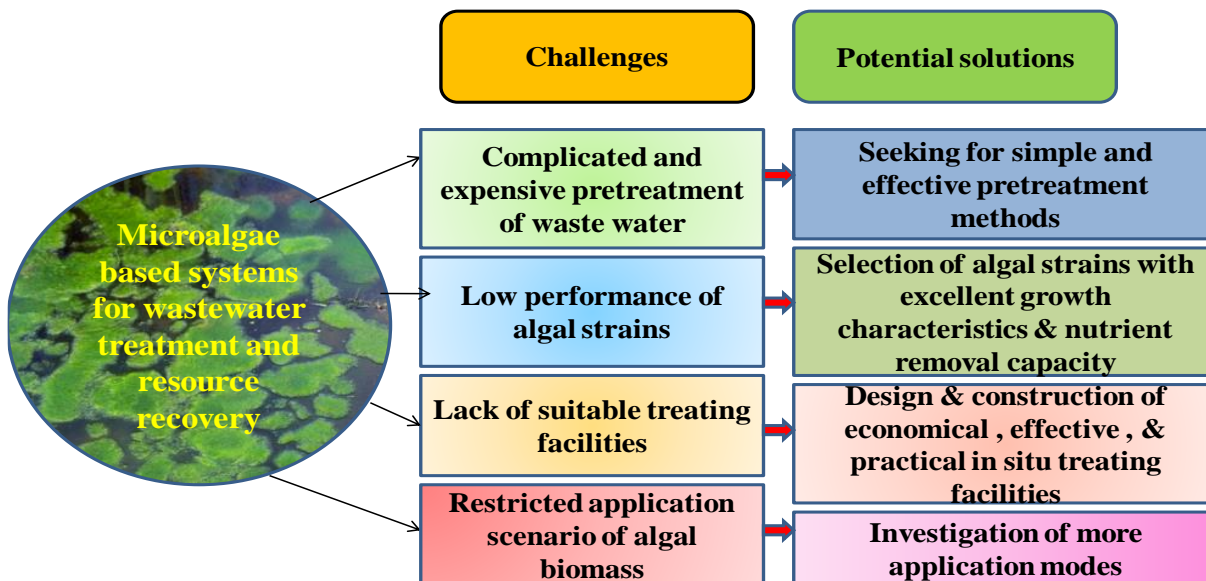 Challenges
Potential solutions
Microalgae
based systems
for wastewater
treatment and
resource
recovery
Complicated and
expensive pretreatment
of waste water
Seeking for simple and
effective pretreatment
methods
Low performance of
algal strains
Selection of algal strains with
excellent growth
characteristics & nutrient
removal capacity
Lack of suitable treating
facilities
Design & construction of
economical , effective , &
practical in situ treating
facilities
Restricted application
scenario of algal
biomass
Investigation of more
application modes